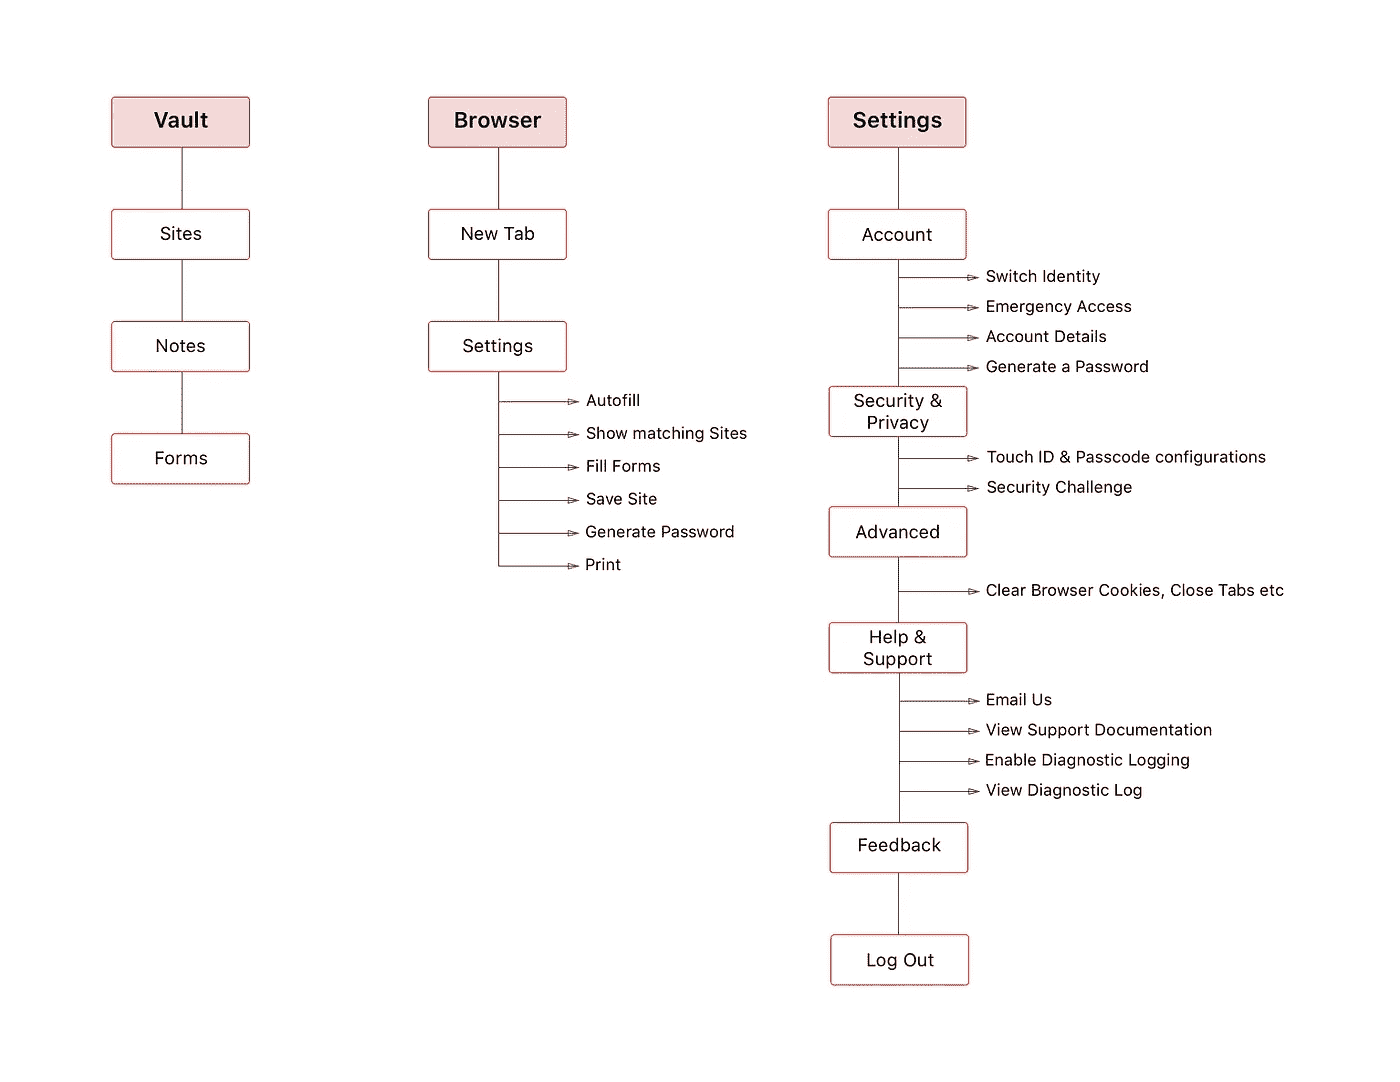 Vault
Sites
Notes
Forms
Browser
New Tab
Settings
Autofill
Show matching Sites
Fill Forms
Save Site
Generate Password
Print
Settings
Account
Switch Identity
Emergency Access
Account Details
Generate a Password
Security &
Privacy
Touch ID & Passcode configurations
Security Challenge
Advanced
Clear Browser Cookies, Close Tabs etc
Help &
Support
Email Us
View Support Documentation
Enable Diagnostic Logging
View Diagnostic Log
Feedback
Log Out